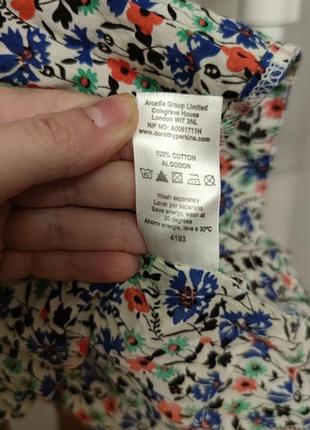 Arcadia Group Limited
Colegrave House
London W1T 3NL
NIF NO: A0061711H
www.dorothyperkins.com
100% COTTON
ALGODON
Wash separately
Lavar por separado
Save energy, wash at
30 degrees
Ahorre energia, lave a 30ºC
4193